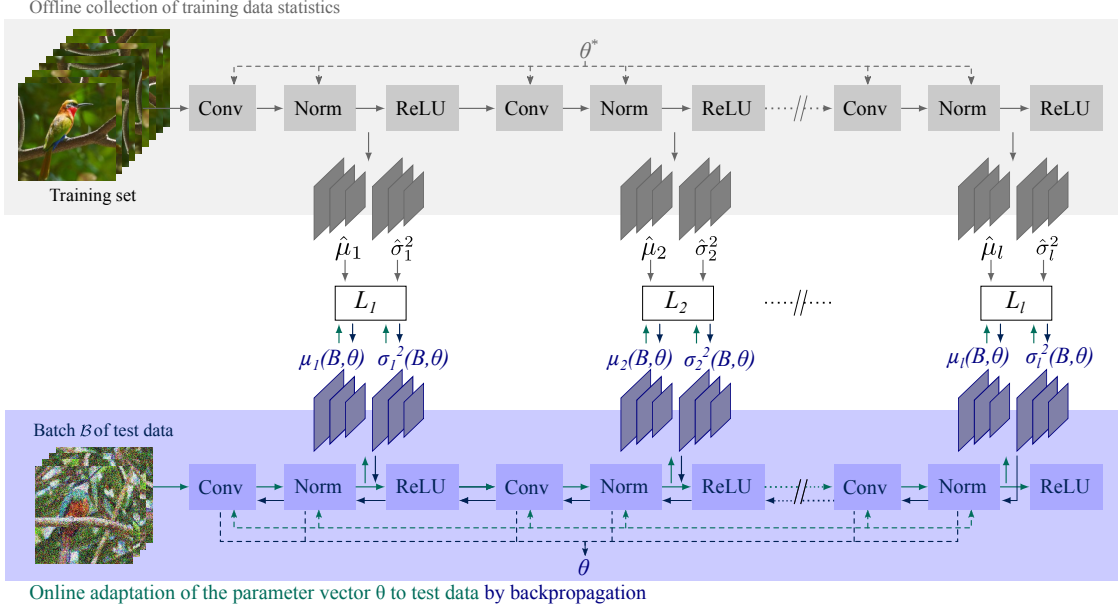 Offline collection of training data statistics
θ*
Conv Norm ReLU Conv Norm ReLU Conv Norm ReLU
Training set
μ̂₁ σ̂₁² μ̂₂ σ̂₂² μ̂ₗ σ̂ₗ²
L₁ L₂ Lₗ
μ₁(B,θ) σ₁²(B,θ) μ₂(B,θ) σ₂²(B,θ) μₗ(B,θ) σₗ²(B,θ)
Batch ℬ of test data
Conv Norm ReLU Conv Norm ReLU Conv Norm ReLU
θ
Online adaptation of the parameter vector θ to test data by backpropagation